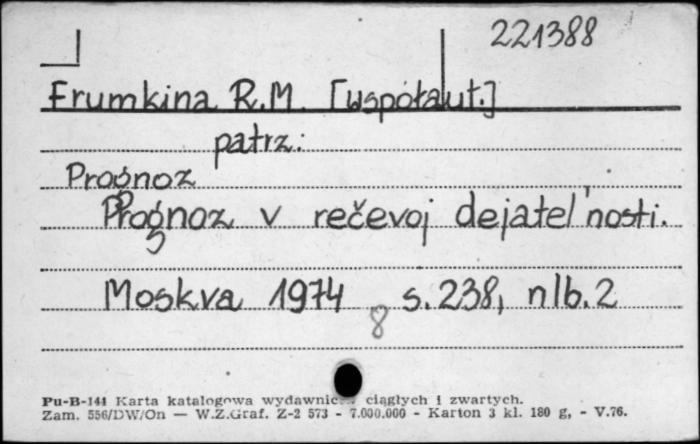 221388
Frumkina R.M. [współaut.]
patrz:
Prognoz
Prognoz v rečevoj dejatel'nosti.
Moskva 1974 s.238, nlb.2
8
Pu-B-144 Karta katalogowa ciągłych i zwartych.
Zam. 556/DW/On — W.Z.Graf. Z-2 573 - 7.000.000 - Karton 3 kl. 180 g, - V.76.